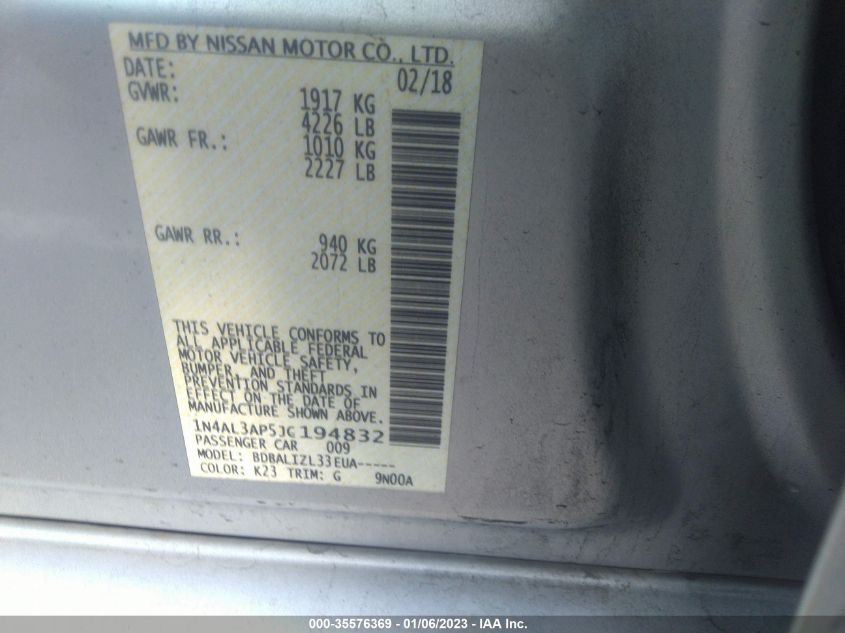 MFD BY NISSAN MOTOR CO., LTD.
DATE: 02/18
GVWR: 1917 KG
4226 LB
GAWR FR.: 1010 KG
2227 LB
GAWR RR.: 940 KG
2072 LB
THIS VEHICLE CONFORMS TO
ALL APPLICABLE FEDERAL
MOTOR VEHICLE SAFETY,
BUMPER, AND THEFT
PREVENTION STANDARDS IN
EFFECT ON THE DATE OF
MANUFACTURE SHOWN ABOVE.
1N4AL3AP5JC194832
PASSENGER CAR 009
MODEL: BDBALIZL33EUA-----
COLOR: K23 TRIM: G 9N00A
000-35576369 - 01/06/2023 - IAA Inc.